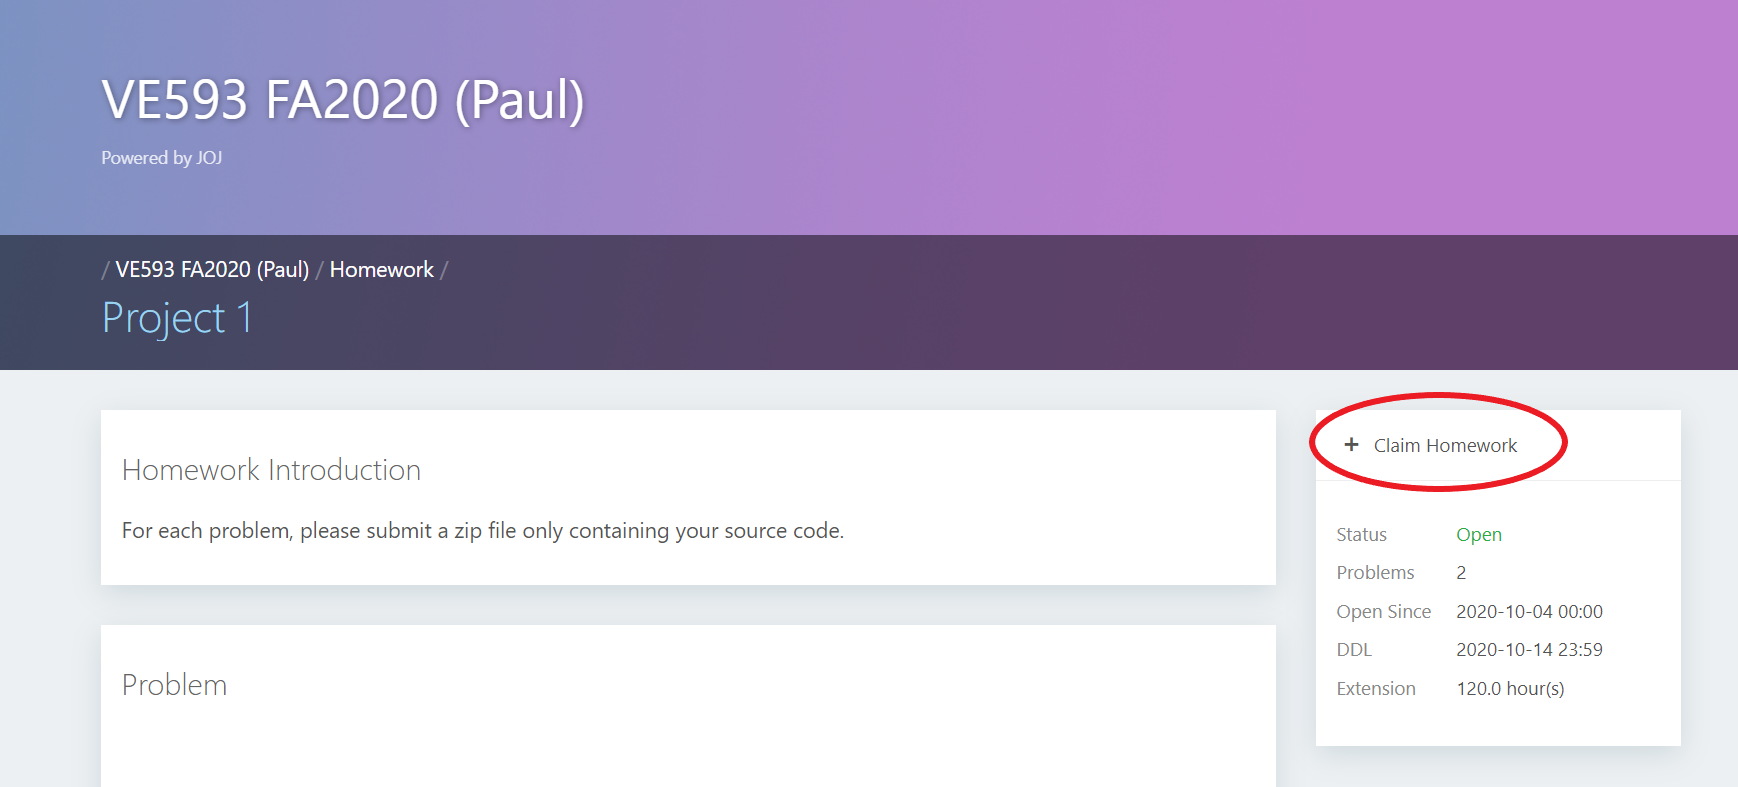 VE593 FA2020 (Paul)
Powered by JOJ
/ VE593 FA2020 (Paul) / Homework /
Project 1
Homework Introduction
For each problem, please submit a zip file only containing your source code.
Problem
+ Claim Homework
Status Open
Problems 2
Open Since 2020-10-04 00:00
DDL 2020-10-14 23:59
Extension 120.0 hour(s)